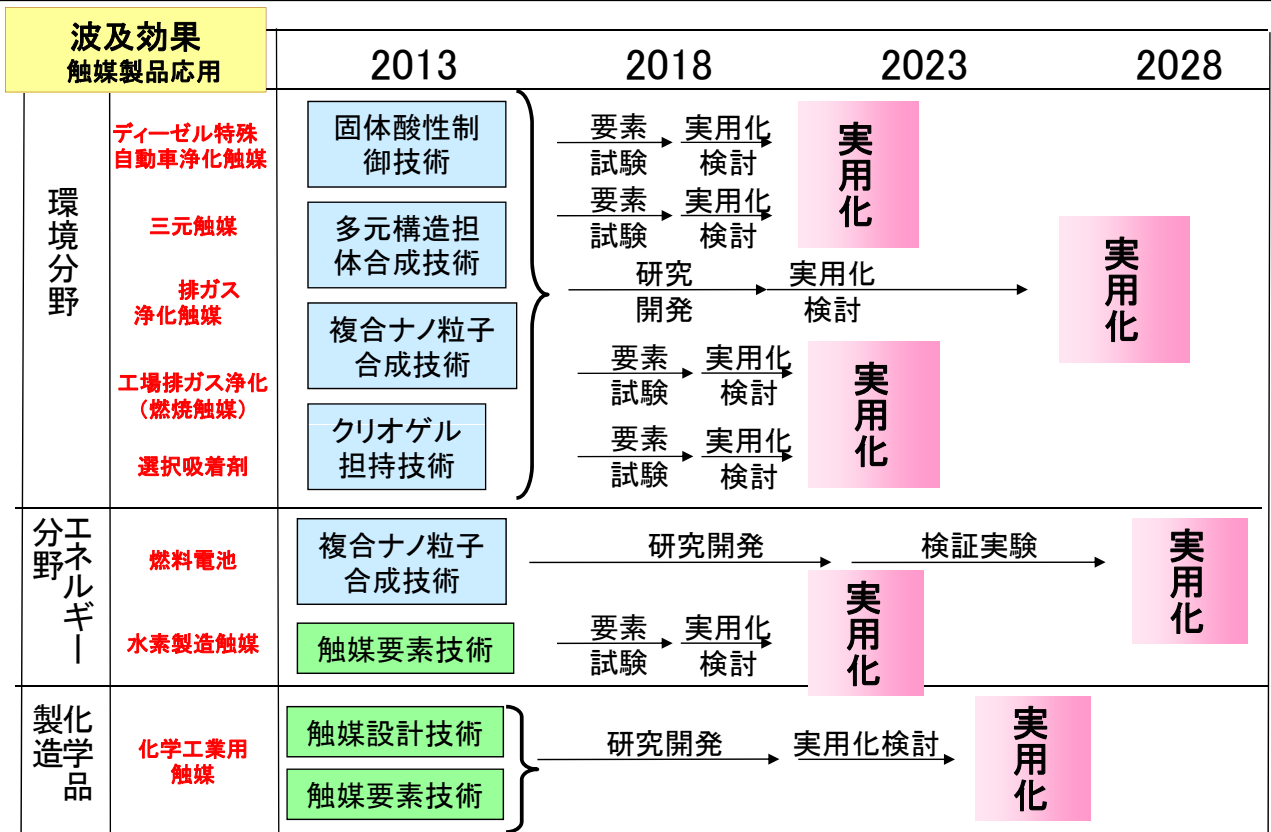 波及効果
触媒製品応用
2013
2018
2023
2028
環境分野
ディーゼル特殊
自動車浄化触媒
三元触媒
排ガス
浄化触媒
工場排ガス浄化
（燃焼触媒）
選択吸着剤
固体酸性制
御技術
多元構造担
体合成技術
複合ナノ粒子
合成技術
クリオゲル
担持技術
要素
試験
実用化
検討
要素
試験
実用化
検討
実用化
研究
開発
実用化
検討
実用化
要素
試験
実用化
検討
要素
試験
実用化
検討
実用化
エネルギー
分野
燃料電池
複合ナノ粒子
合成技術
研究開発
検証実験
実用化
水素製造触媒
触媒要素技術
要素
試験
実用化
検討
実用化
化学品
製造
化学工業用
触媒
触媒設計技術
触媒要素技術
研究開発
実用化検討
実用化